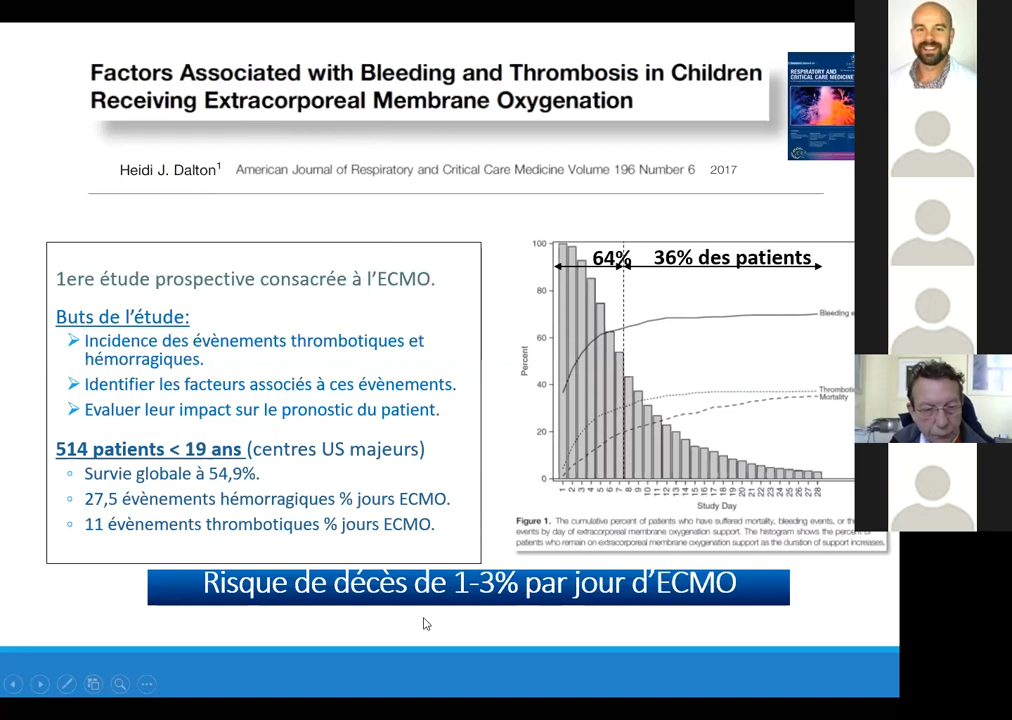 Factors Associated with Bleeding and Thrombosis in Children
Receiving Extracorporeal Membrane Oxygenation
RESPIRATORY AND
CRITICAL CARE MEDICINE
Heidi J. Dalton1 American Journal of Respiratory and Critical Care Medicine Volume 196 Number 6 2017
1ere étude prospective consacrée à l’ECMO.
Buts de l’étude:
Incidence des évènements thrombotiques et
hémorragiques.
Identifier les facteurs associés à ces évènements.
Evaluer leur impact sur le pronostic du patient.
514 patients < 19 ans (centres US majeurs)
Survie globale à 54,9%.
27,5 évènements hémorragiques % jours ECMO.
11 évènements thrombotiques % jours ECMO.
64% 36% des patients
100
80
60
40
20
0
Percent
Bleeding e
Thromboti
Mortality
1 2 3 4 5 6 7 8 9 10 11 12 13 14 15 16 17 18 19 20 21 22 23 24 25 26 27 28
Study Day
Figure 1. The cumulative percent of patients who have suffered mortality, bleeding events, or thr
events by day of extracorporeal membrane oxygenation support. The histogram shows the percen
patients who remain on extracorporeal membrane oxygenation support as the duration of support increases.
Risque de décès de 1-3% par jour d’ECMO